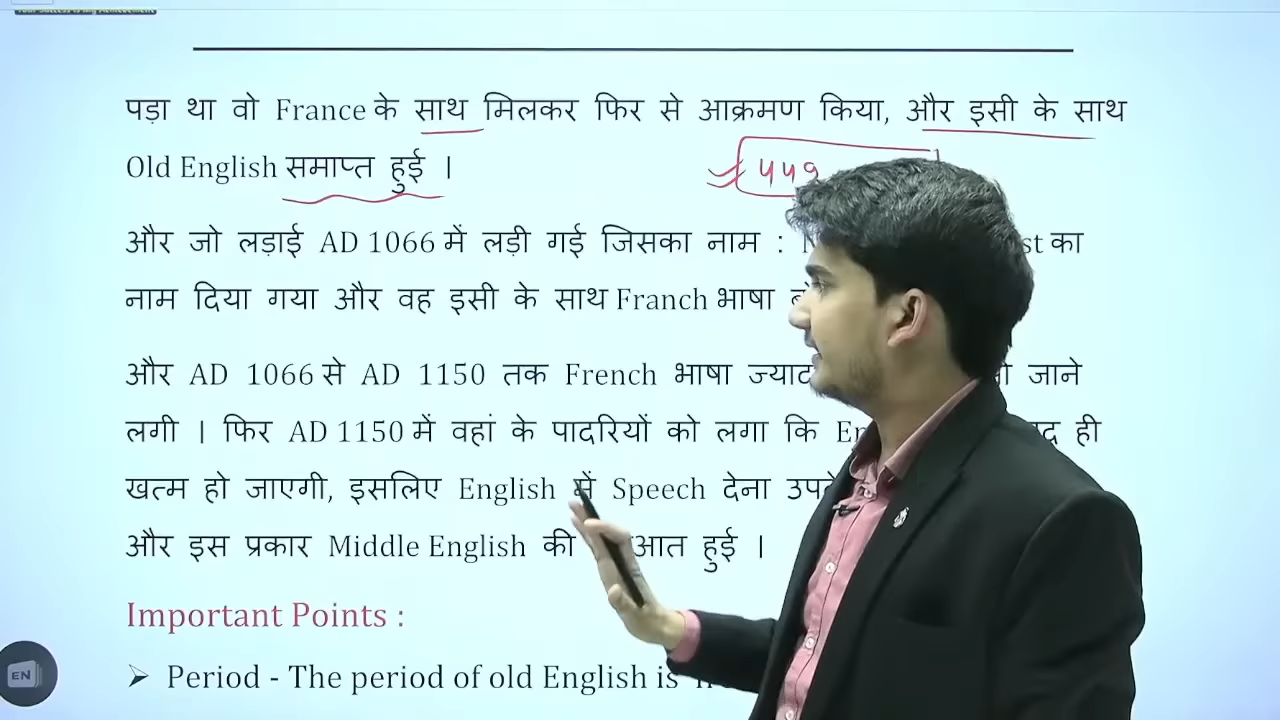 पड़ा था वो France के साथ मिलकर फिर से आक्रमण किया, और इसी के साथ
Old English समाप्त हुई ।
और जो लड़ाई AD 1066 में लड़ी गई जिसका नाम : का
नाम दिया गया और वह इसी के साथ Franch भाषा
और AD 1066 से AD 1150 तक French भाषा जाने
लगी । फिर AD 1150 में वहां के पादरियों को लगा कि ही
खत्म हो जाएगी, इसलिए English में Speech देना
और इस प्रकार Middle English की हुई ।
Important Points :
➢ Period - The period of old English is
EN